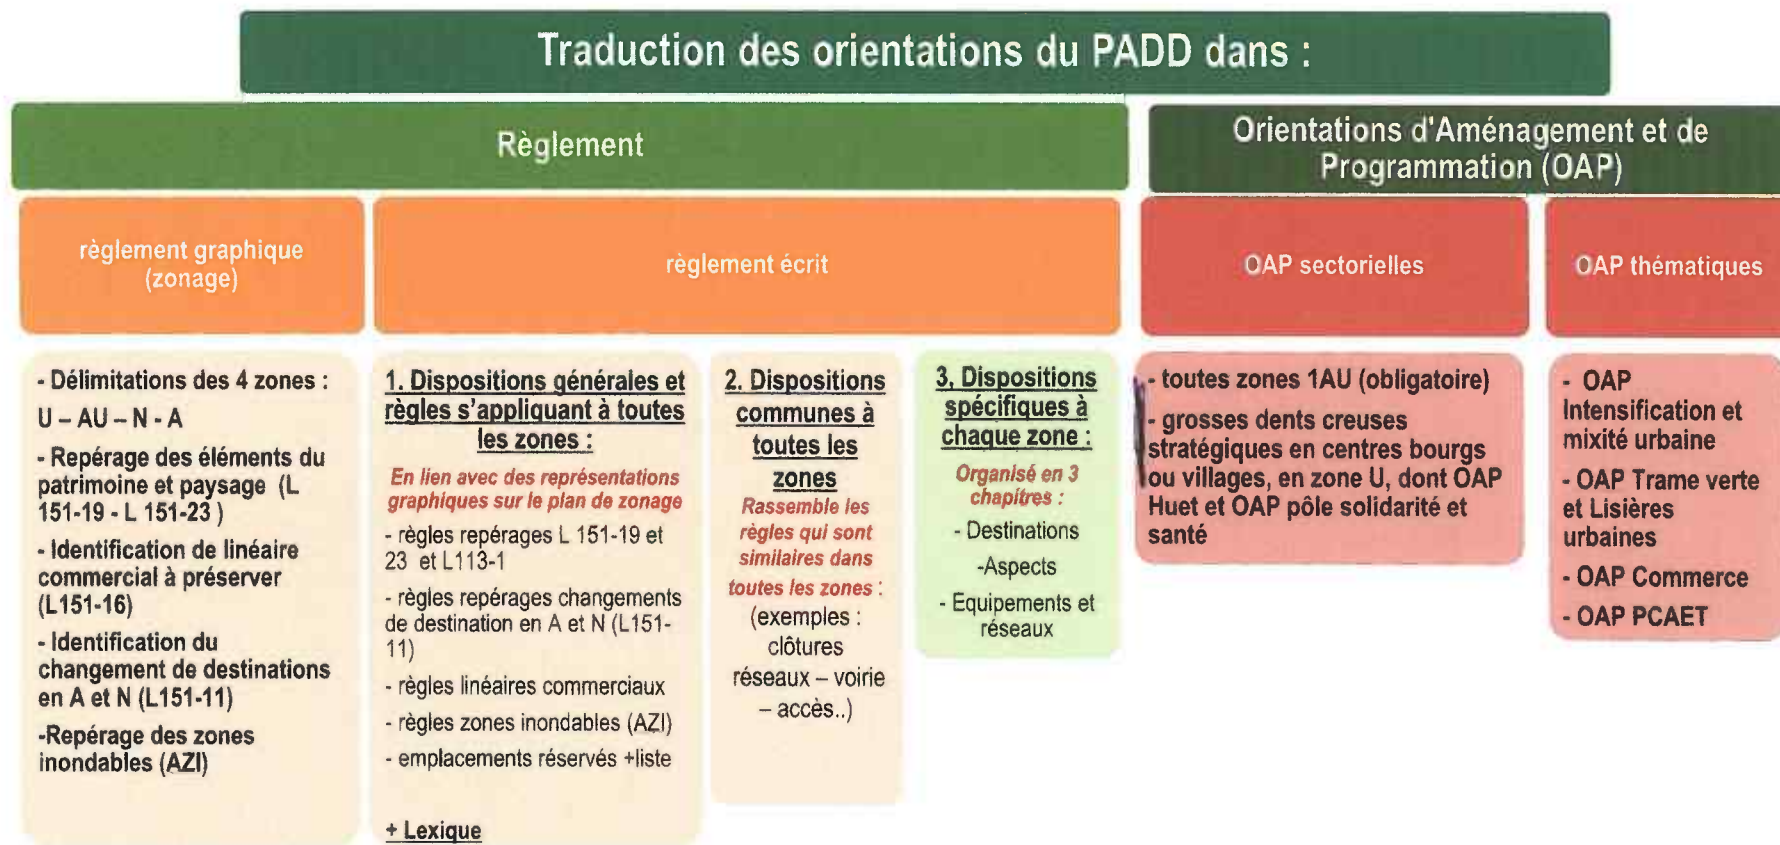 Traduction des orientations du PADD dans :
Règlement
Orientations d'Aménagement et de
Programmation (OAP)
règlement graphique
(zonage)
règlement écrit
OAP sectorielles
OAP thématiques
- Délimitations des 4 zones :
U – AU – N - A
- Repérage des éléments du
patrimoine et paysage (L
151-19 - L 151-23 )
- Identification de linéaire
commercial à préserver
(L151-16)
- Identification du
changement de destinations
en A et N (L151-11)
-Repérage des zones
inondables (AZI)
1. Dispositions générales et
règles s'appliquant à toutes
les zones :
En lien avec des représentations
graphiques sur le plan de zonage
- règles repérages L 151-19 et
23 et L113-1
- règles repérages changements
de destination en A et N (L151-
11)
- règles linéaires commerciaux
- règles zones inondables (AZI)
- emplacements réservés +liste
+ Lexique
2. Dispositions
communes à
toutes les
zones
Rassemble les
règles qui sont
similaires dans
toutes les zones :
(exemples :
clôtures
réseaux – voirie
– accès..)
3, Dispositions
spécifiques à
chaque zone :
Organisé en 3
chapitres :
- Destinations
-Aspects
- Equipements et
réseaux
- toutes zones 1AU (obligatoire)
- grosses dents creuses
stratégiques en centres bourgs
ou villages, en zone U, dont OAP
Huet et OAP pôle solidarité et
santé
- OAP
Intensification et
mixité urbaine
- OAP Trame verte
et Lisières
urbaines
- OAP Commerce
- OAP PCAET